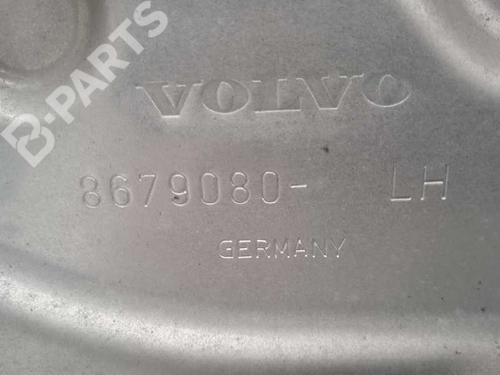 B-PARTS
VOLVO
8679080- LH
GERMANY